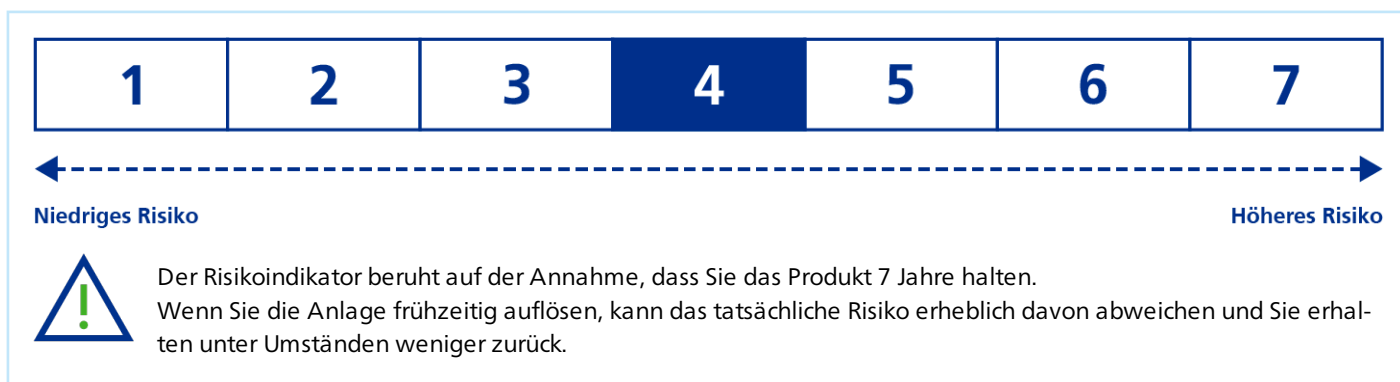 1 2 3 4 5 6 7
Niedriges Risiko Höheres Risiko
Der Risikoindikator beruht auf der Annahme, dass Sie das Produkt 7 Jahre halten.
Wenn Sie die Anlage frühzeitig auflösen, kann das tatsächliche Risiko erheblich davon abweichen und Sie erhal-
ten unter Umständen weniger zurück.